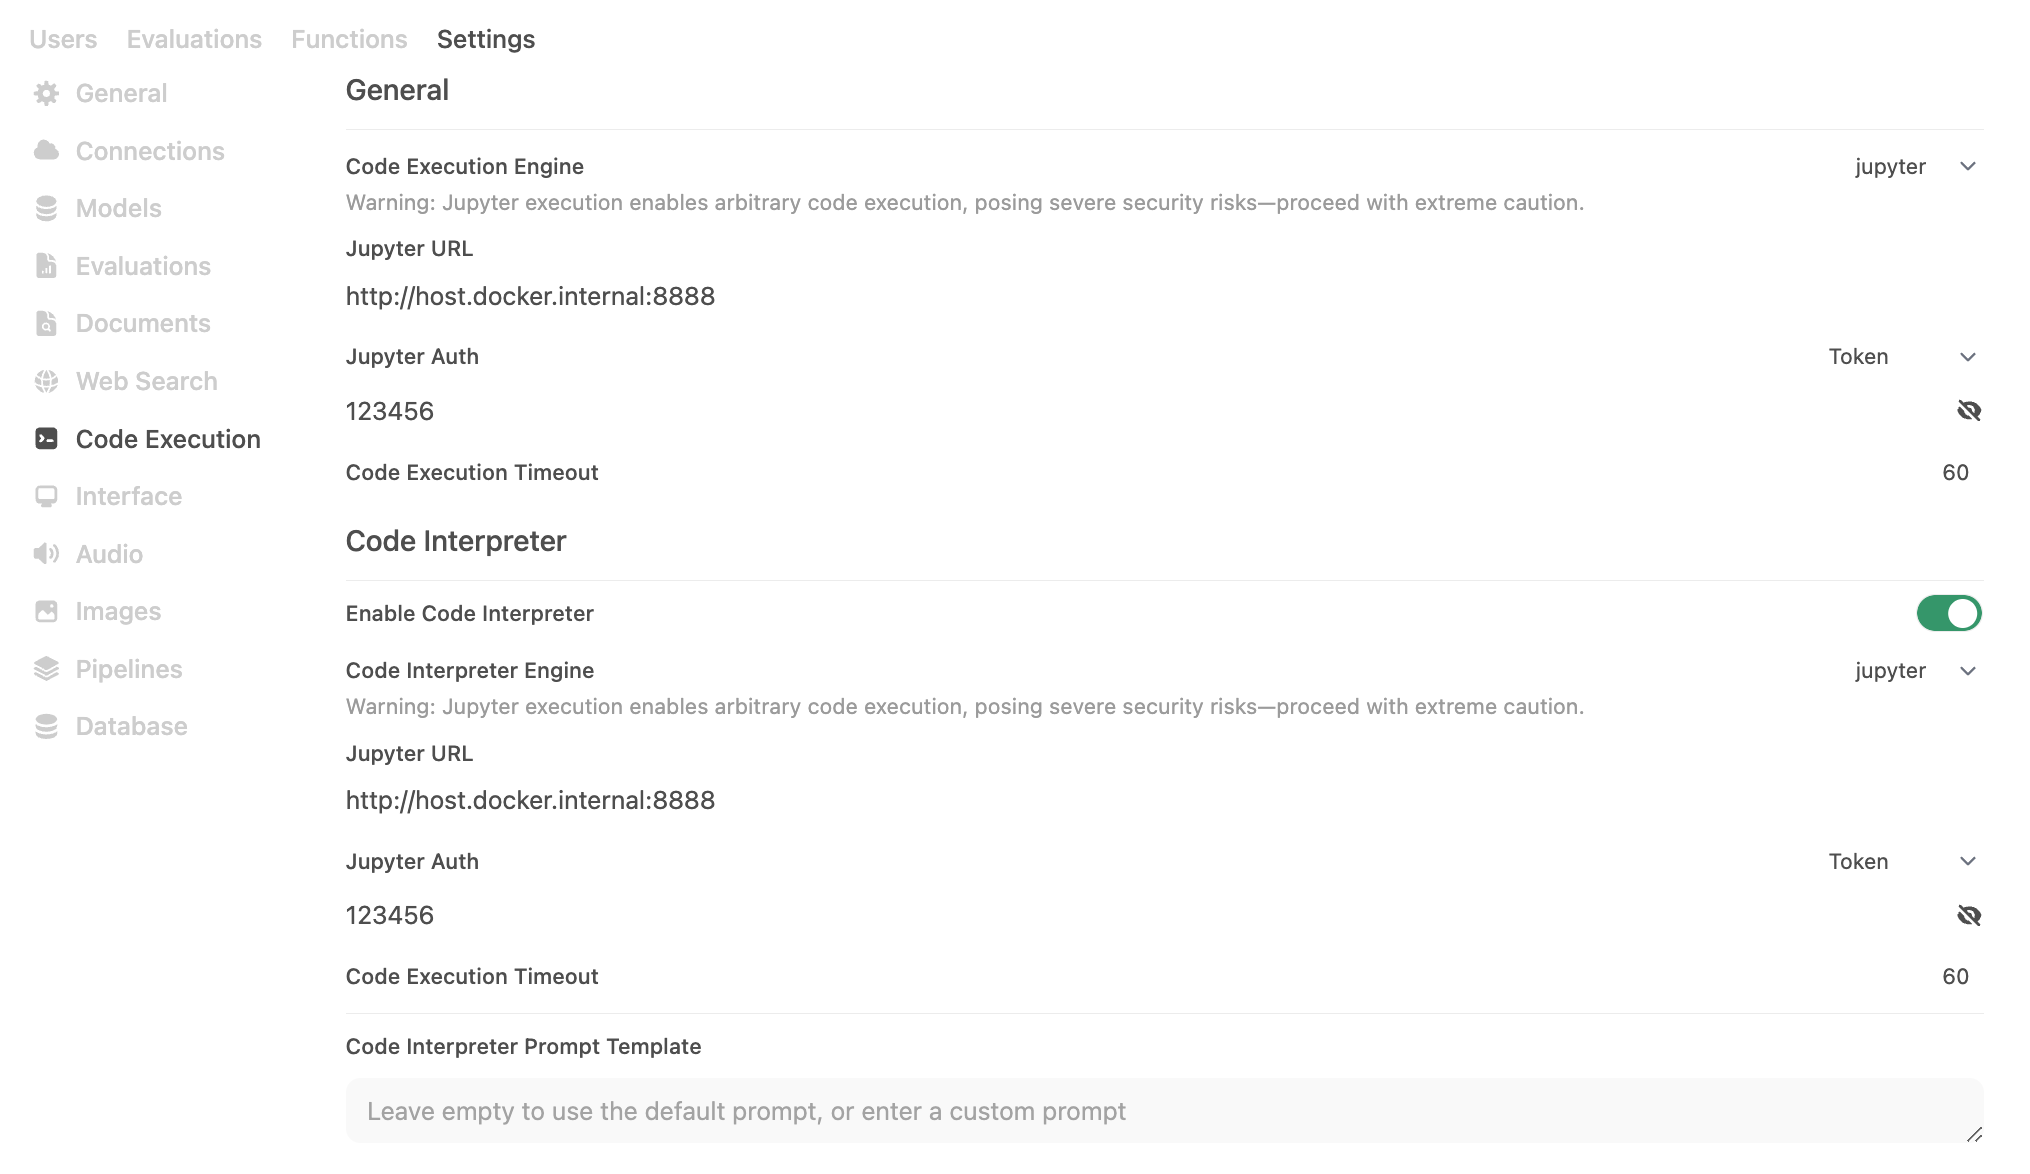 Users Evaluations Functions Settings
General
Connections
Models
Evaluations
Documents
Web Search
Code Execution
Interface
Audio
Images
Pipelines
Database
General
Code Execution Engine jupyter
Warning: Jupyter execution enables arbitrary code execution, posing severe security risks—proceed with extreme caution.
Jupyter URL
http://host.docker.internal:8888
Jupyter Auth Token
123456
Code Execution Timeout 60
Code Interpreter
Enable Code Interpreter
Code Interpreter Engine jupyter
Warning: Jupyter execution enables arbitrary code execution, posing severe security risks—proceed with extreme caution.
Jupyter URL
http://host.docker.internal:8888
Jupyter Auth Token
123456
Code Execution Timeout 60
Code Interpreter Prompt Template
Leave empty to use the default prompt, or enter a custom prompt